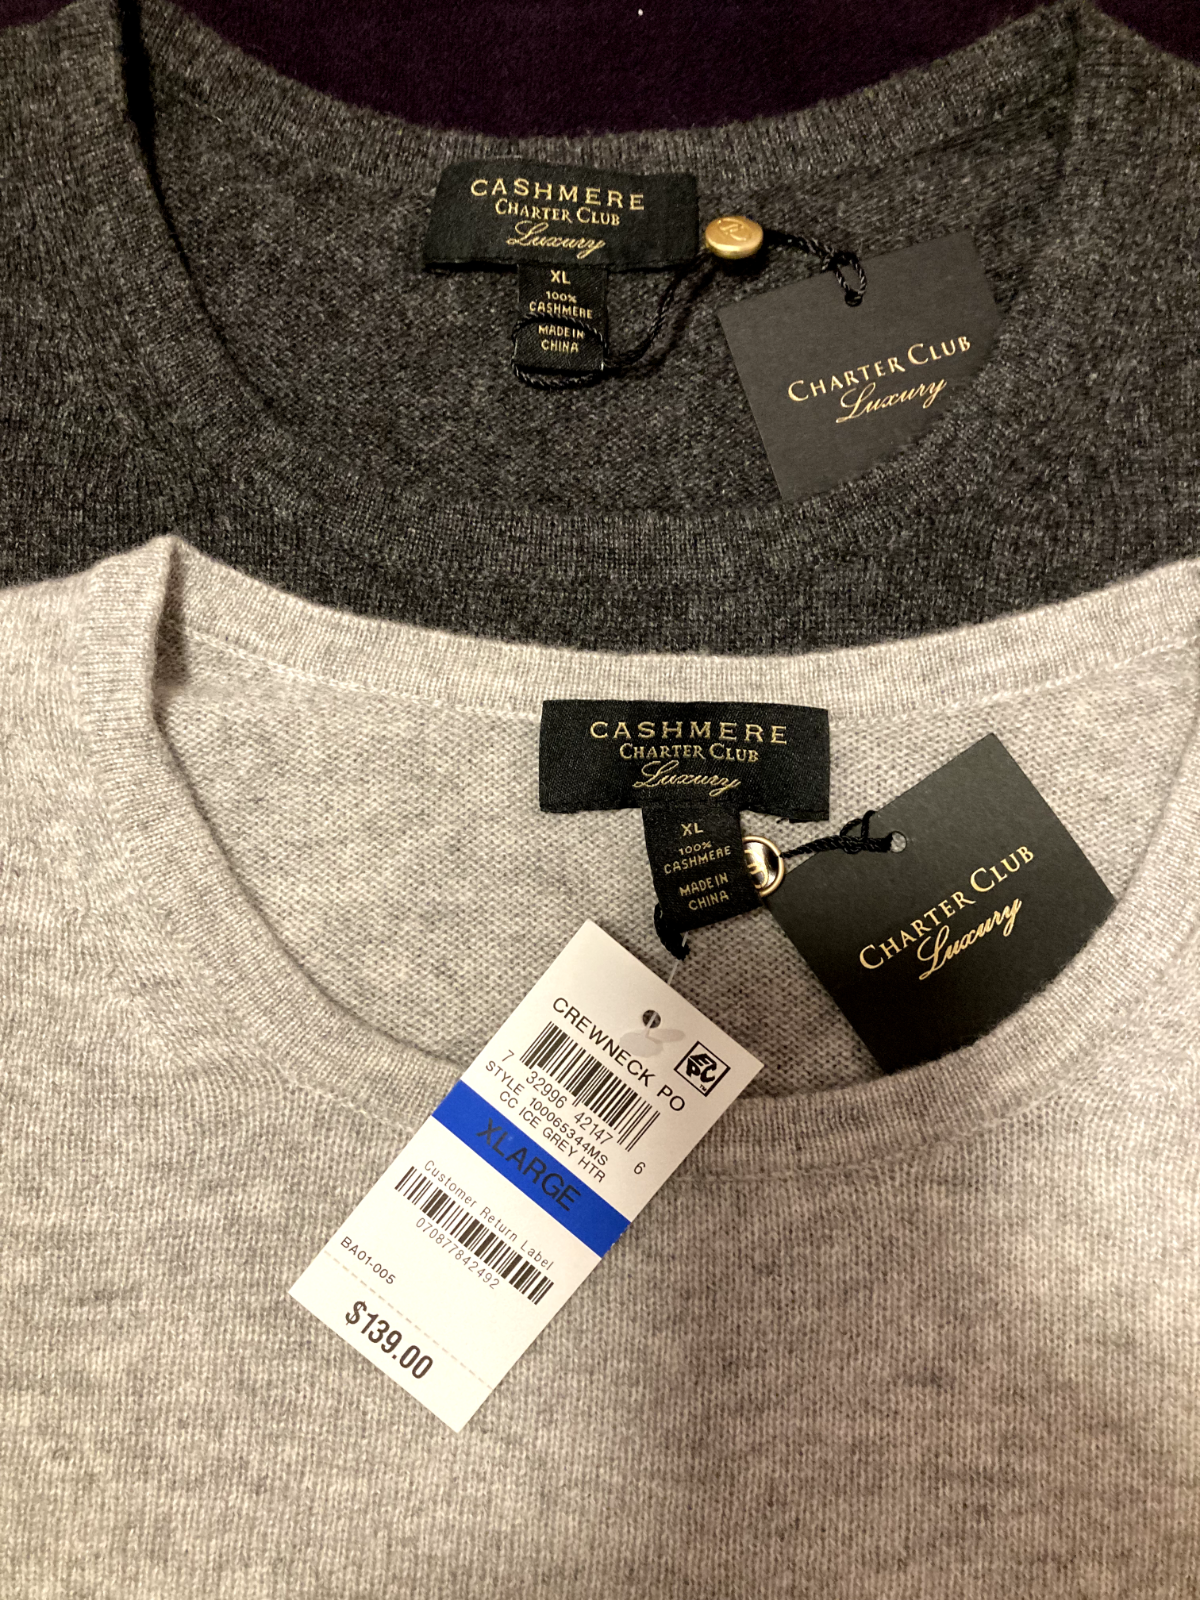 CASHMERE
CHARTER CLUB
Luxury
XL
100%
CASHMERE
MADE IN
CHINA
CHARTER CLUB
Luxury
CASHMERE
CHARTER CLUB
Luxury
XL
100%
CASHMERE
MADE IN
CHINA
CHARTER CLUB
Luxury
CREWNECK PO
7 32996 42147 6
STYLE 100065344MS
CC ICE GREY HTR
XLARGE
Customer Return Label
070877842492
BA01-005
$139.00